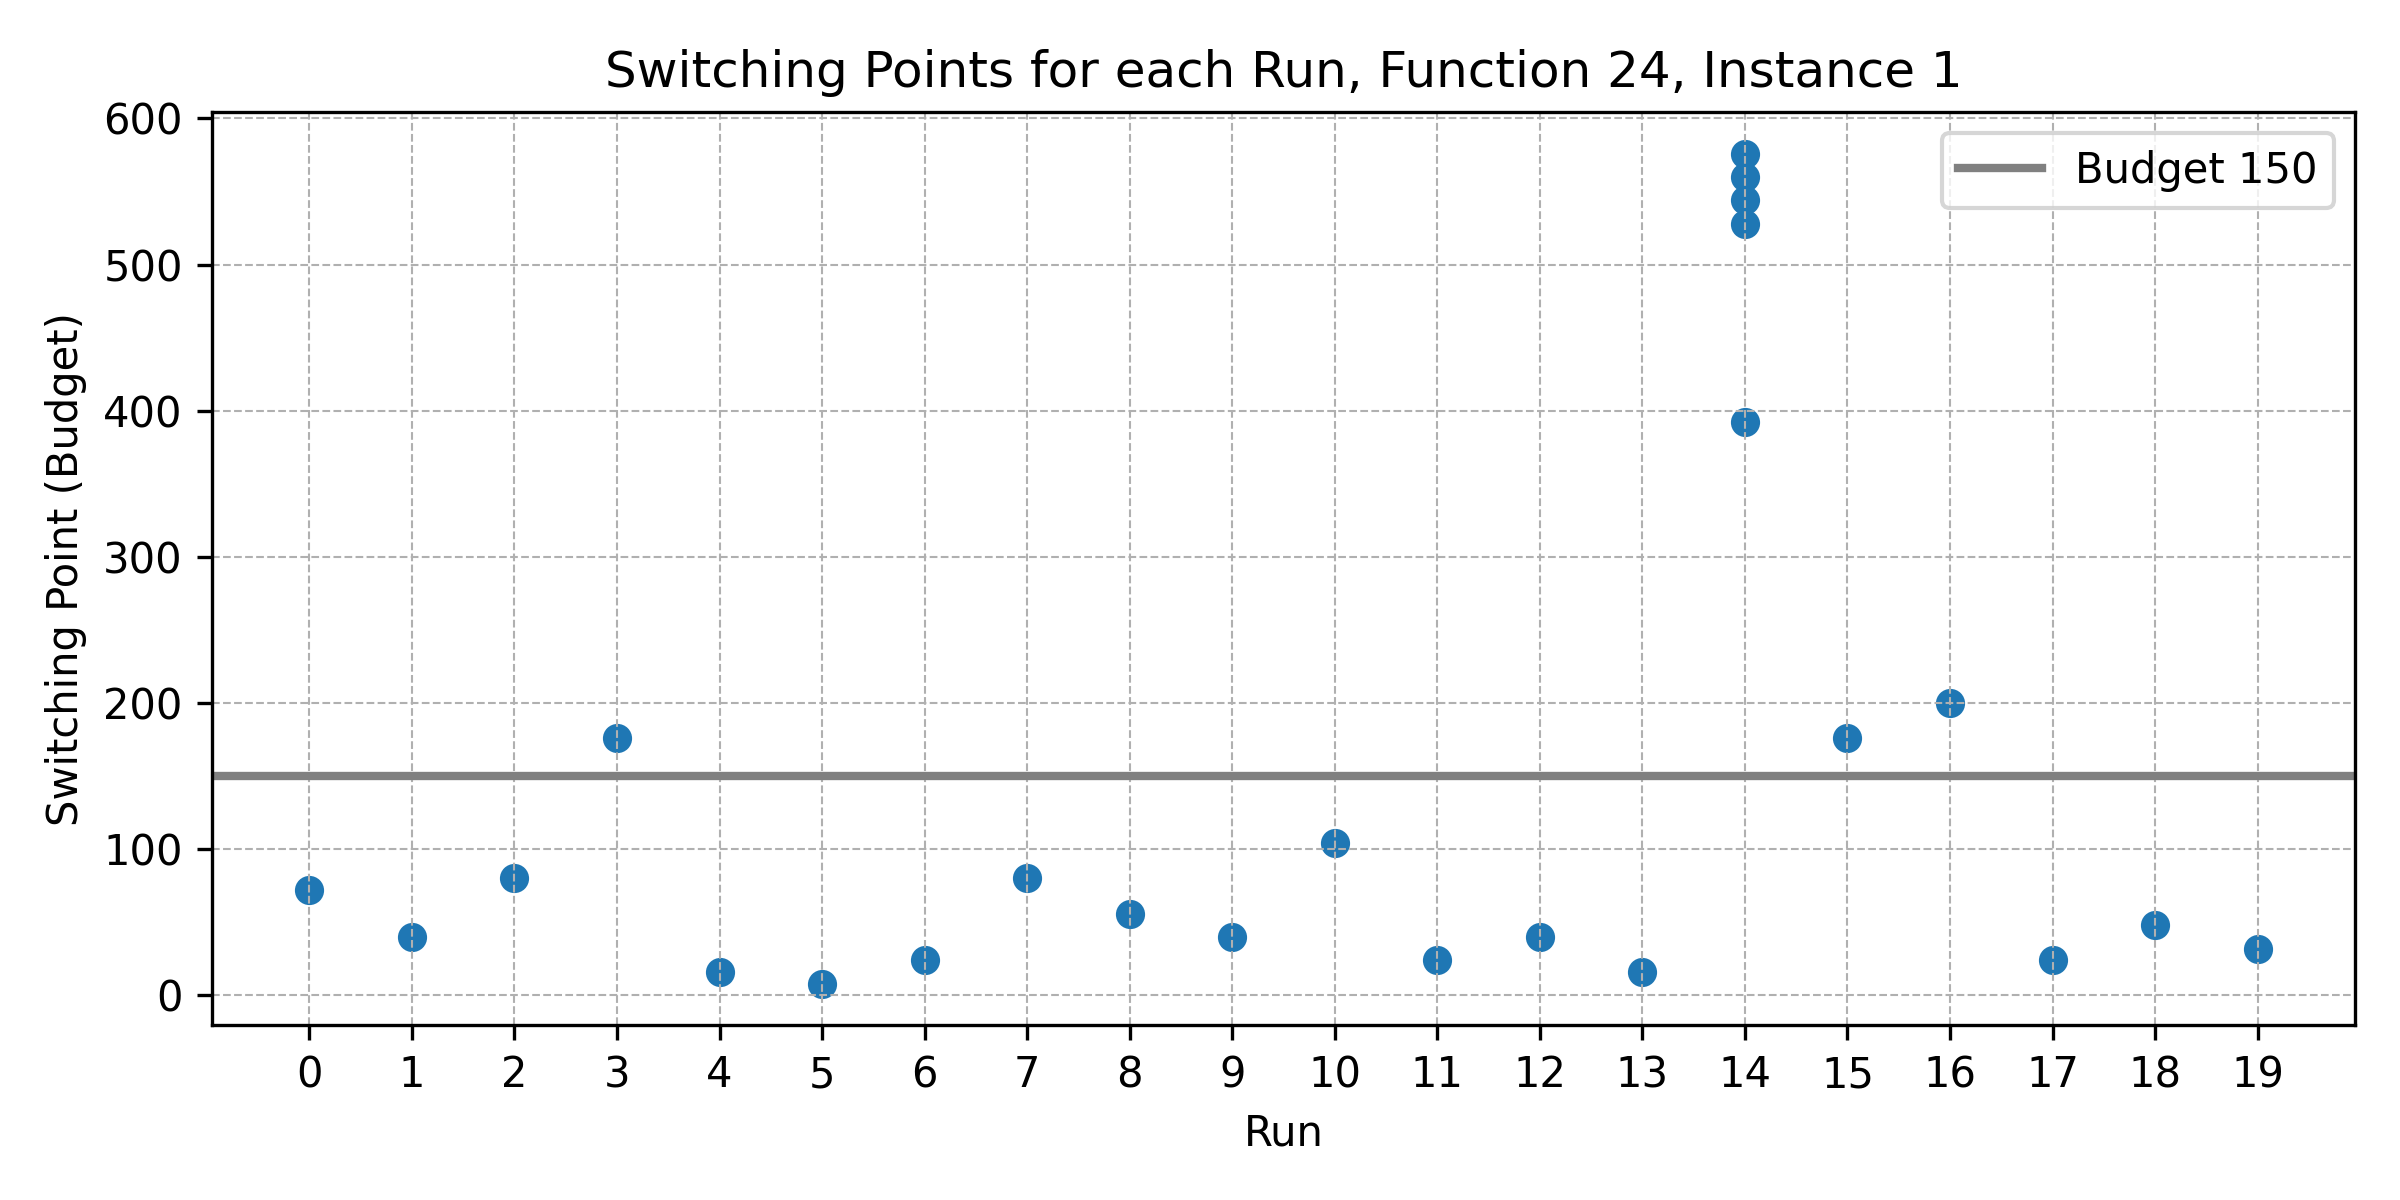 Switching Points for each Run, Function 24, Instance 1
Budget 150
Switching Point (Budget)
600
500
400
300
200
100
0
0 1 2 3 4 5 6 7 8 9 10 11 12 13 14 15 16 17 18 19
Run